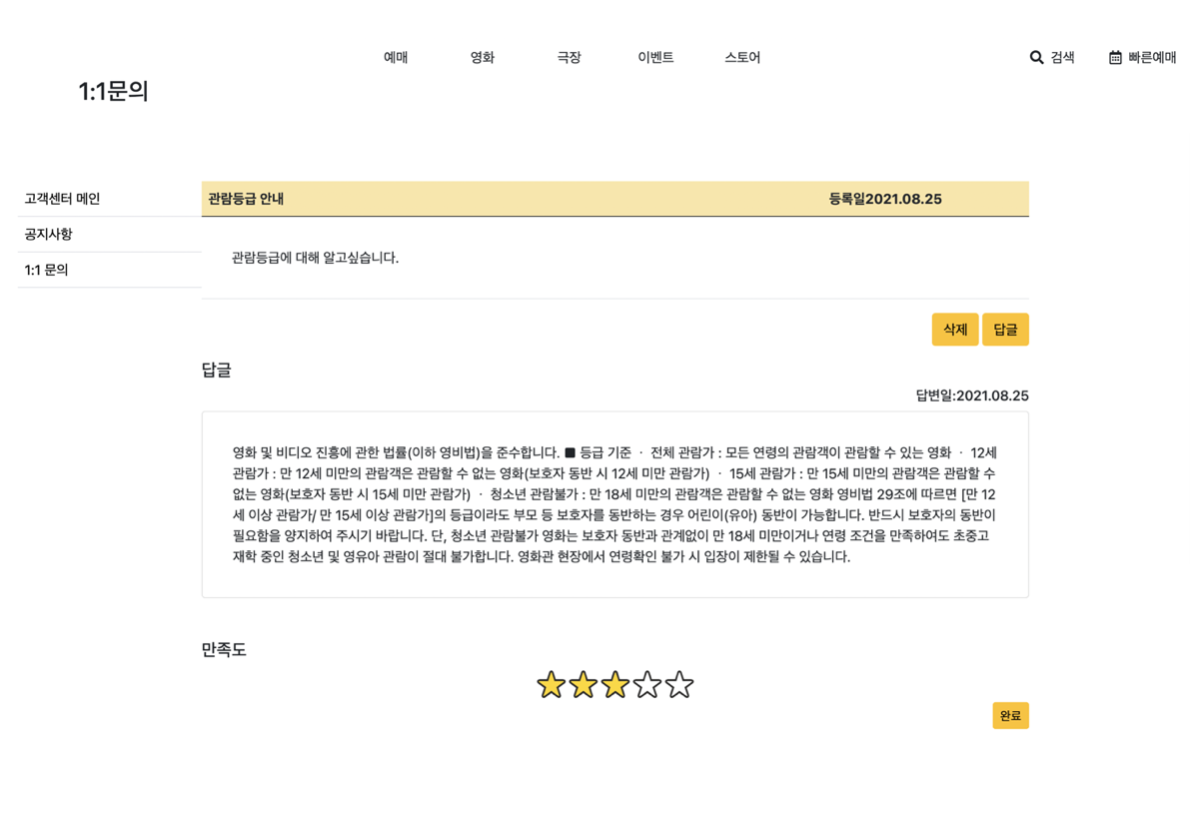 예매 영화 극장 이벤트 스토어 검색 빠른예매
1:1문의
고객센터 메인
공지사항
1:1 문의
관람등급 안내 등록일2021.08.25
관람등급에 대해 알고싶습니다.
삭제 답글
답글
답변일:2021.08.25
영화 및 비디오 진흥에 관한 법률(이하 영비법)을 준수합니다. ■ 등급 기준 · 전체 관람가 : 모든 연령의 관람객이 관람할 수 있는 영화 · 12세
관람가 : 만 12세 미만의 관람객은 관람할 수 없는 영화(보호자 동반 시 12세 미만 관람가) · 15세 관람가 : 만 15세 미만의 관람객은 관람할 수
없는 영화(보호자 동반 시 15세 미만 관람가) · 청소년 관람불가 : 만 18세 미만의 관람객은 관람할 수 없는 영화 영비법 29조에 따르면 [만 12
세 이상 관람가/ 만 15세 이상 관람가]의 등급이라도 부모 등 보호자를 동반하는 경우 어린이(유아) 동반이 가능합니다. 반드시 보호자의 동반이
필요함을 양지하여 주시기 바랍니다. 단, 청소년 관람불가 영화는 보호자 동반과 관계없이 만 18세 미만이거나 연령 조건을 만족하여도 초중고
재학 중인 청소년 및 영유아 관람이 절대 불가합니다. 영화관 현장에서 연령확인 불가 시 입장이 제한될 수 있습니다.
만족도
완료